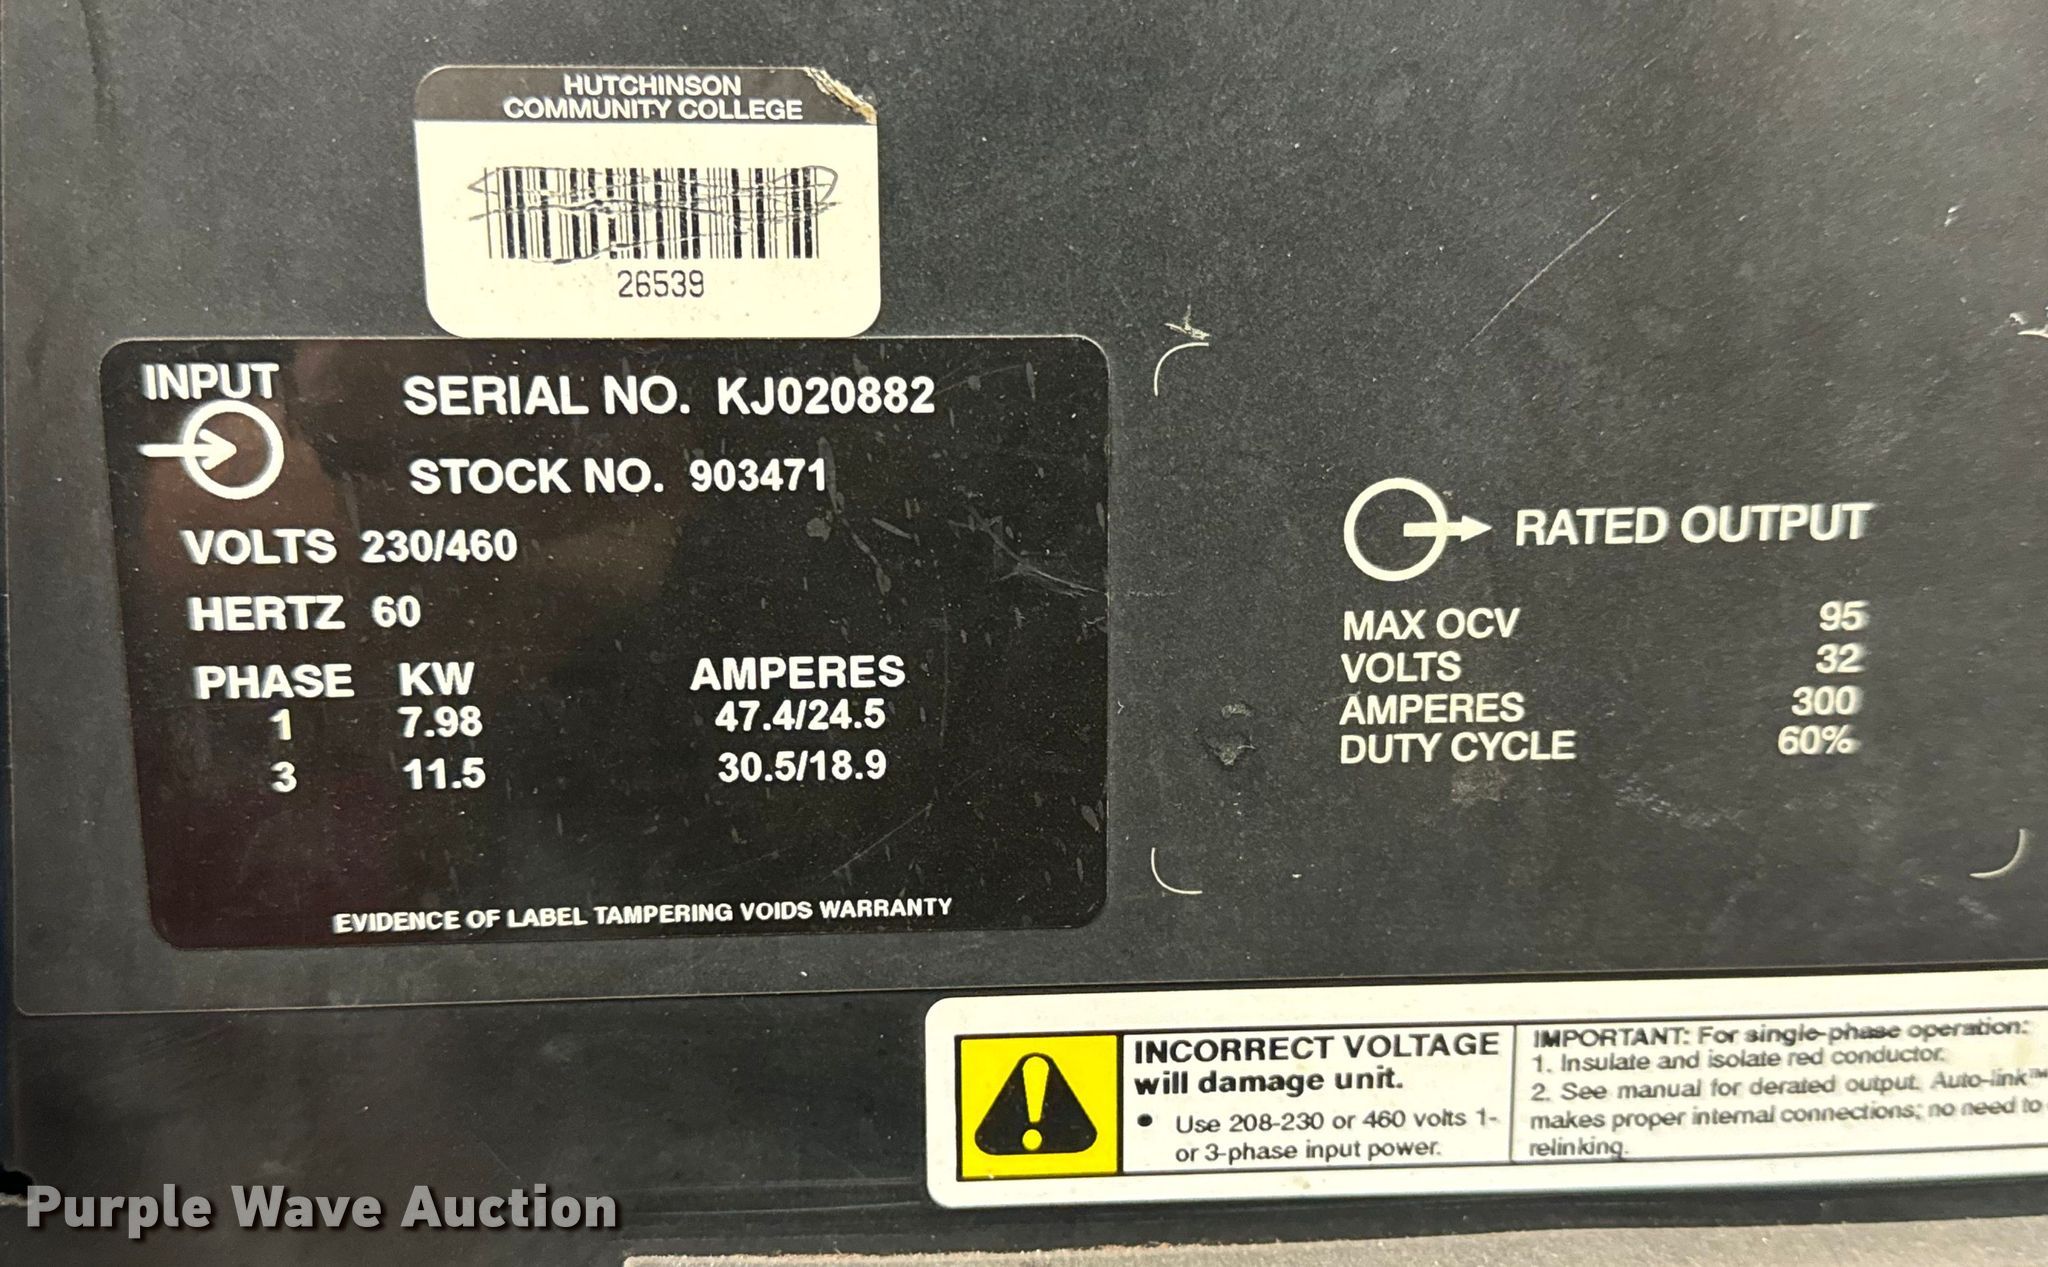 HUTCHINSON
COMMUNITY COLLEGE
26539
INPUT
SERIAL NO. KJ020882
STOCK NO. 903471
VOLTS 230/460
HERTZ 60
PHASE KW AMPERES
1 7.98 47.4/24.5
3 11.5 30.5/18.9
EVIDENCE OF LABEL TAMPERING VOIDS WARRANTY
RATED OUTPUT
MAX OCV 95
VOLTS 32
AMPERES 300
DUTY CYCLE 60%
INCORRECT VOLTAGE
will damage unit.
• Use 208-230 or 460 volts 1-
or 3-phase input power.
IMPORTANT: For single-phase operation:
1. Insulate and isolate red conductor.
2. See manual for derated output. Auto-link™
makes proper internal connections; no need to
relinking.
Purple Wave Auction